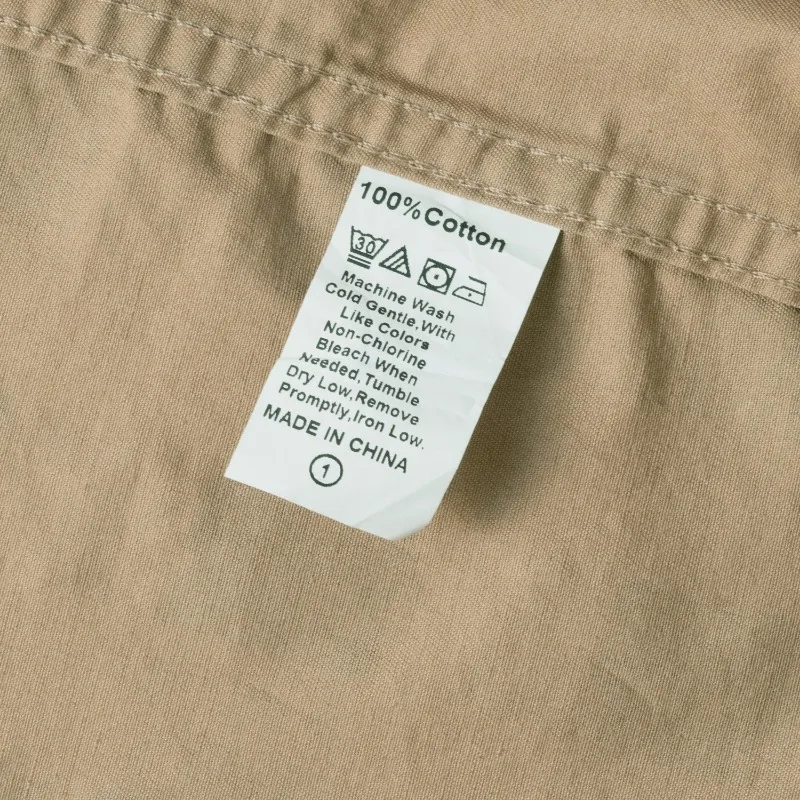 100%Cotton
30
Machine Wash
Cold Gentle,With
Like Colors
Non-Chlorine
Bleach When
Needed,Tumble
Dry Low,Remove
Promptly,Iron Low.
MADE IN CHINA
1